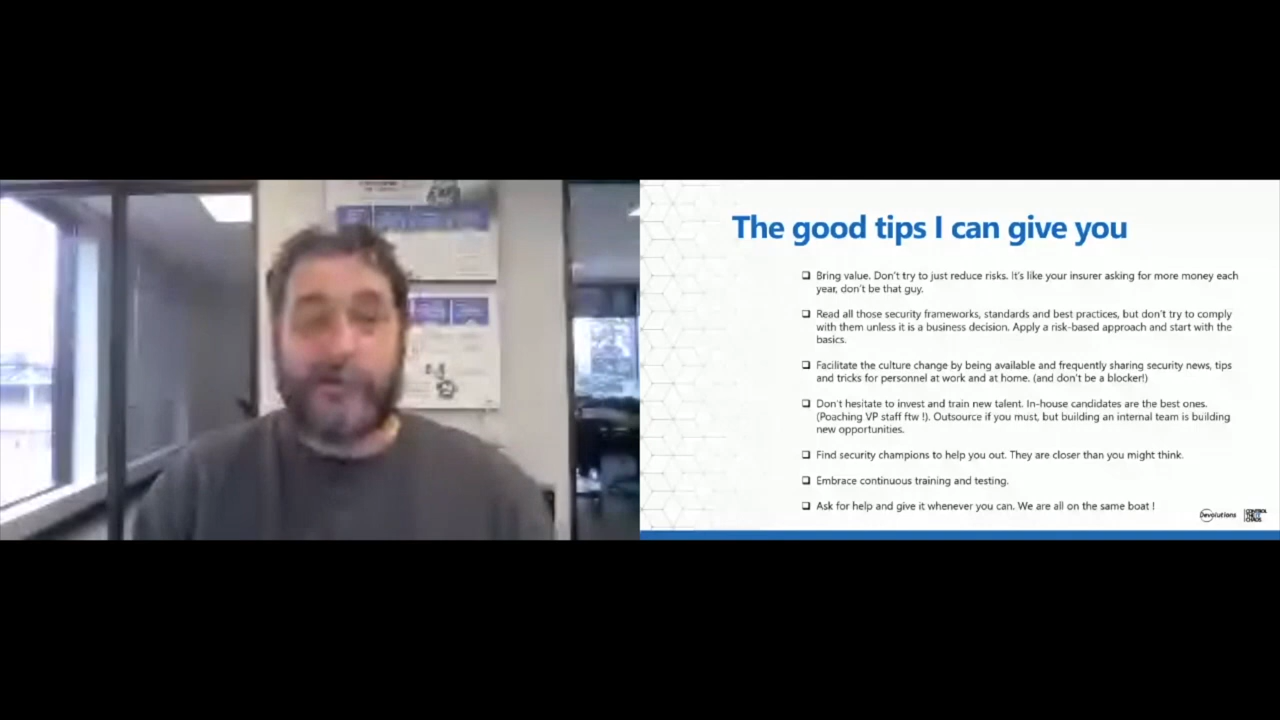 The good tips I can give you
❑ Bring value. Don't try to just reduce risks. It's like your insurer asking for more money each
year, don't be that guy.
❑ Read all those security frameworks, standards and best practices, but don't try to comply
with them unless it is a business decision. Apply a risk-based approach and start with the
basics.
❑ Facilitate the culture change by being available and frequently sharing security news, tips
and tricks for personnel at work and at home. (and don't be a blocker!)
❑ Don't hesitate to invest and train new talent. In-house candidates are the best ones.
(Poaching VP staff ftw !). Outsource if you must, but building an internal team is building
new opportunities.
❑ Find security champions to help you out. They are closer than you might think.
❑ Embrace continuous training and testing.
❑ Ask for help and give it whenever you can. We are all on the same boat !
Devolutions
CONTROL
THE IT
CHAOS